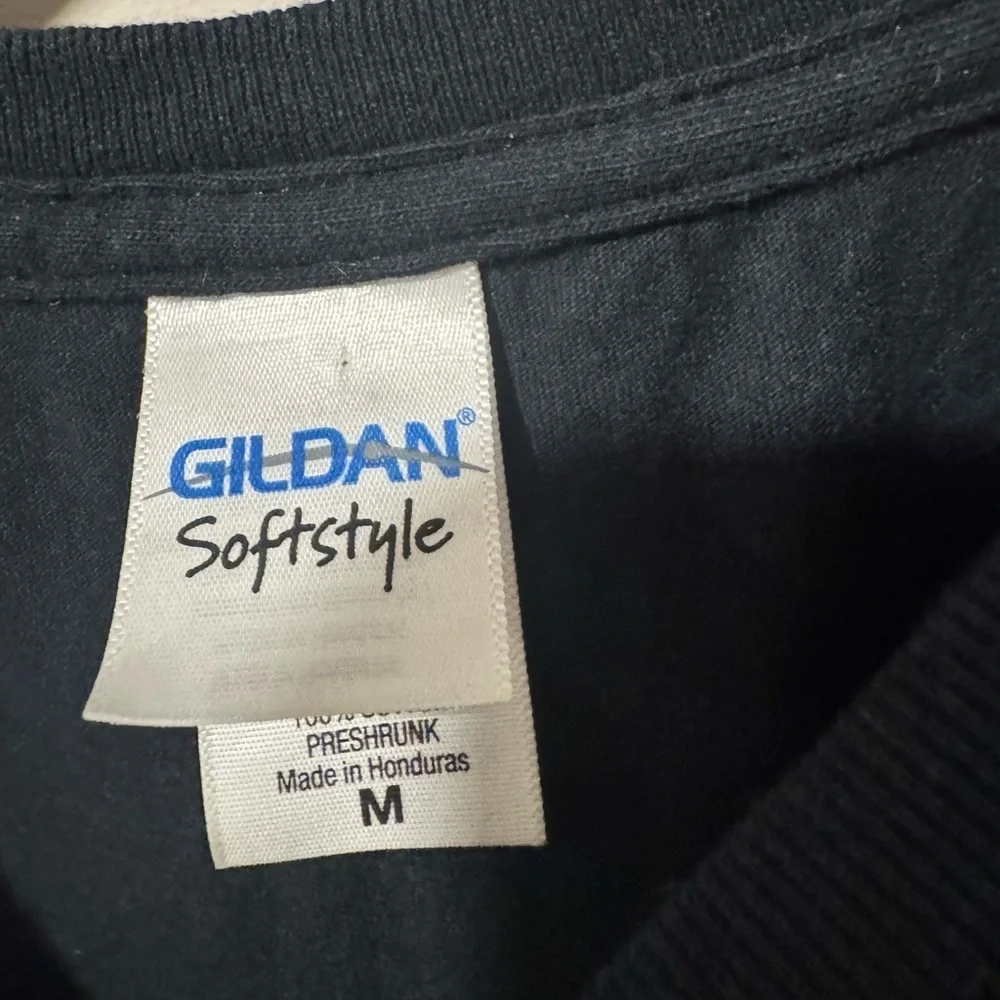 GILDAN®
Softstyle
PRESHRUNK
Made in Honduras
M